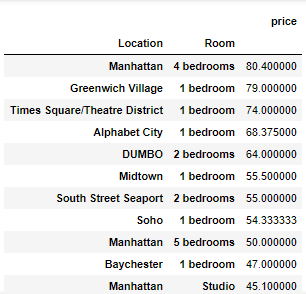 price
Location Room
Manhattan 4 bedrooms 80.400000
Greenwich Village 1 bedroom 79.000000
Times Square/Theatre District 1 bedroom 74.000000
Alphabet City 1 bedroom 68.375000
DUMBO 2 bedrooms 64.000000
Midtown 1 bedroom 55.500000
South Street Seaport 2 bedrooms 55.000000
Soho 1 bedroom 54.333333
Manhattan 5 bedrooms 50.000000
Baychester 1 bedroom 47.000000
Manhattan Studio 45.100000